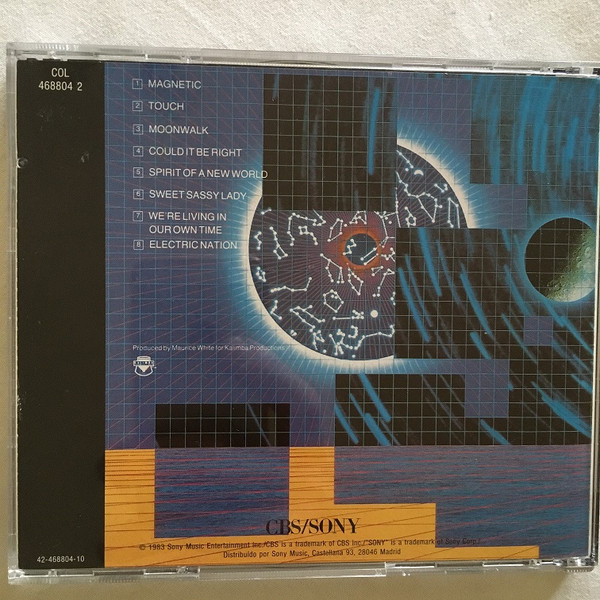 COL
468804 2
1 MAGNETIC
2 TOUCH
3 MOONWALK
4 COULD IT BE RIGHT
5 SPIRIT OF A NEW WORLD
6 SWEET SASSY LADY
7 WE'RE LIVING IN
OUR OWN TIME
8 ELECTRIC NATION
Produced by Maurice White for Kalimba Productions
CBS/SONY
© 1983 Sony Music Entertainment Inc./CBS is a trademark of CBS Inc./"SONY" is a trademark of Sony Corp./
Distribuido por Sony Music, Castellana 93, 28046 Madrid
42-468804-10